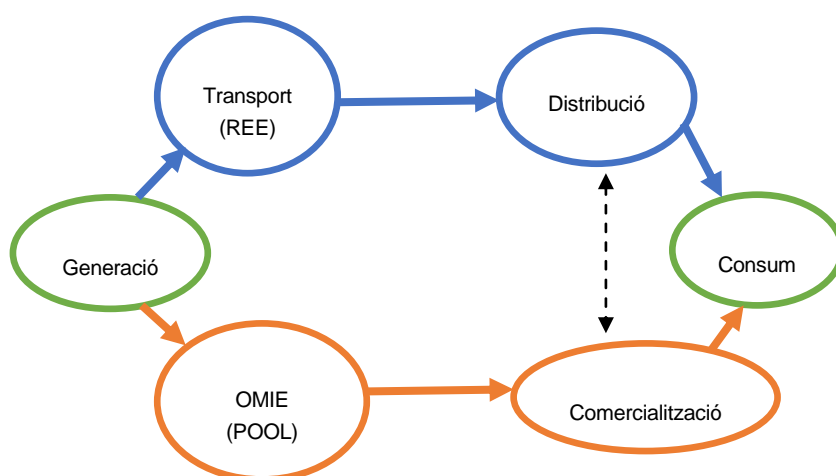 Transport
(REE)
Distribució
Generació
Consum
OMIE
(POOL)
Comercialització